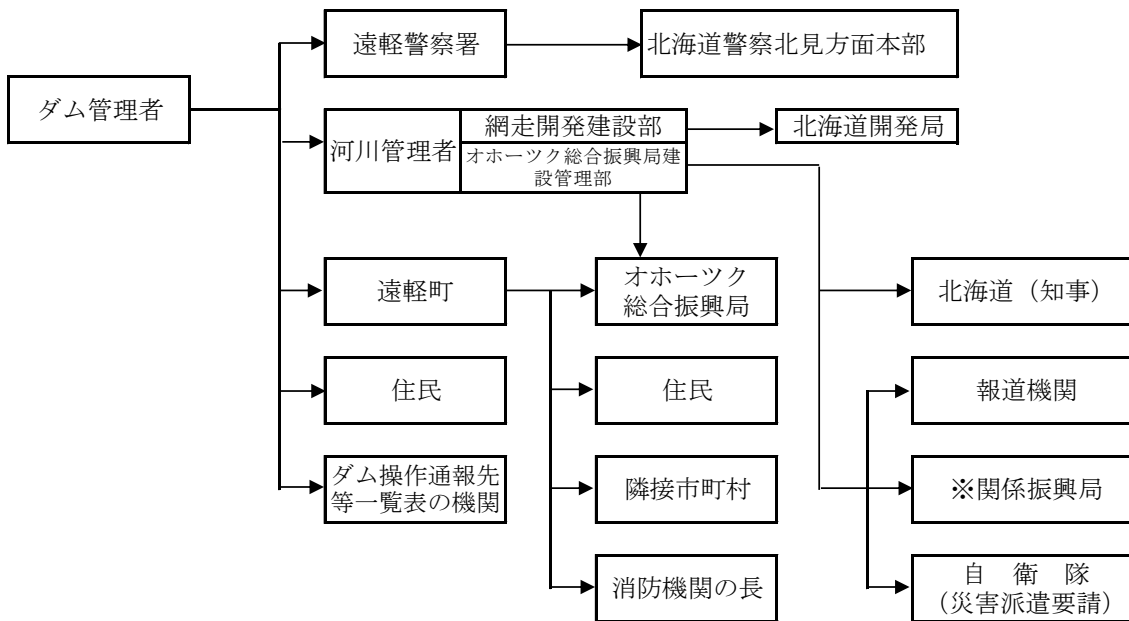 遠軽警察署
北海道警察北見方面本部
ダム管理者
河川管理者
網走開発建設部
オホーツク総合振興局建
設管理部
北海道開発局
遠軽町
オホーツク
総合振興局
北海道（知事）
住民
住民
報道機関
ダム操作通報先
等一覧表の機関
隣接市町村
※関係振興局
消防機関の長
自　衛　隊
（災害派遣要請）